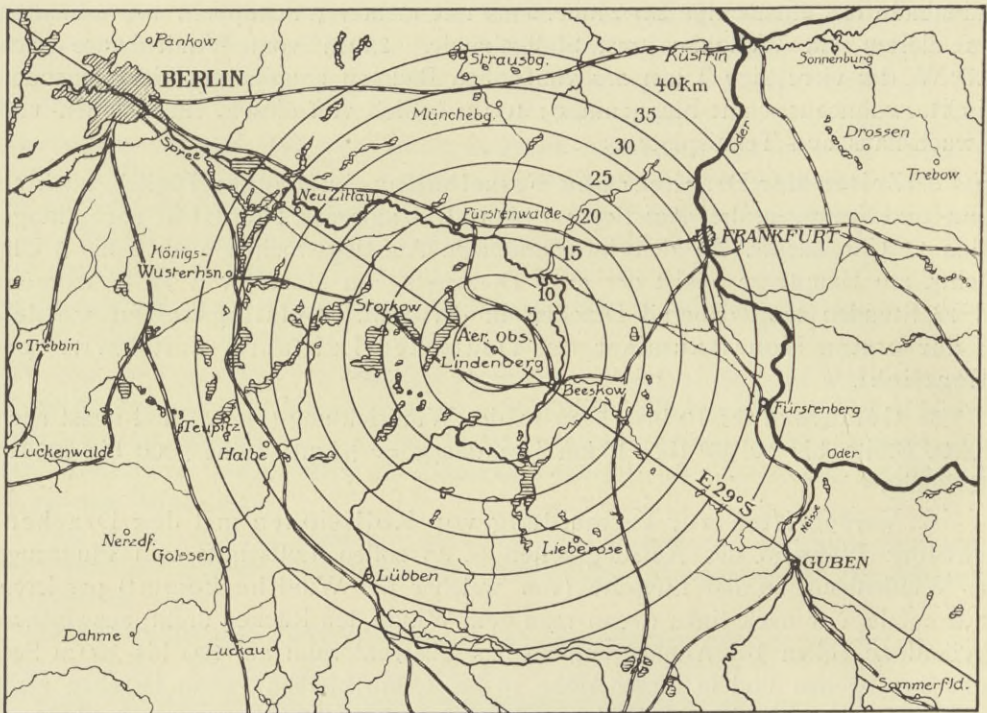 Pankow
BERLIN
Strausbg.
Küstrin
Sonnenburg
40Km
Münchebg.
35
Oder
Drossen
Spree
30
Trebow
25
Neu Zittau
20
Fürstenwalde
FRANKFURT
15
Königs-
Wusterhsn.
10
Storkow
5
Trebbin
Aer. Obs.
Lindenberg
Beeskow
Fürstenberg
Teupitz
Luckenwalde
Halbe
Oder
E 29° S
Neisse
Lieberose
Golssen
GUBEN
Lübben
Dahme
Luckau
Sommerfld.